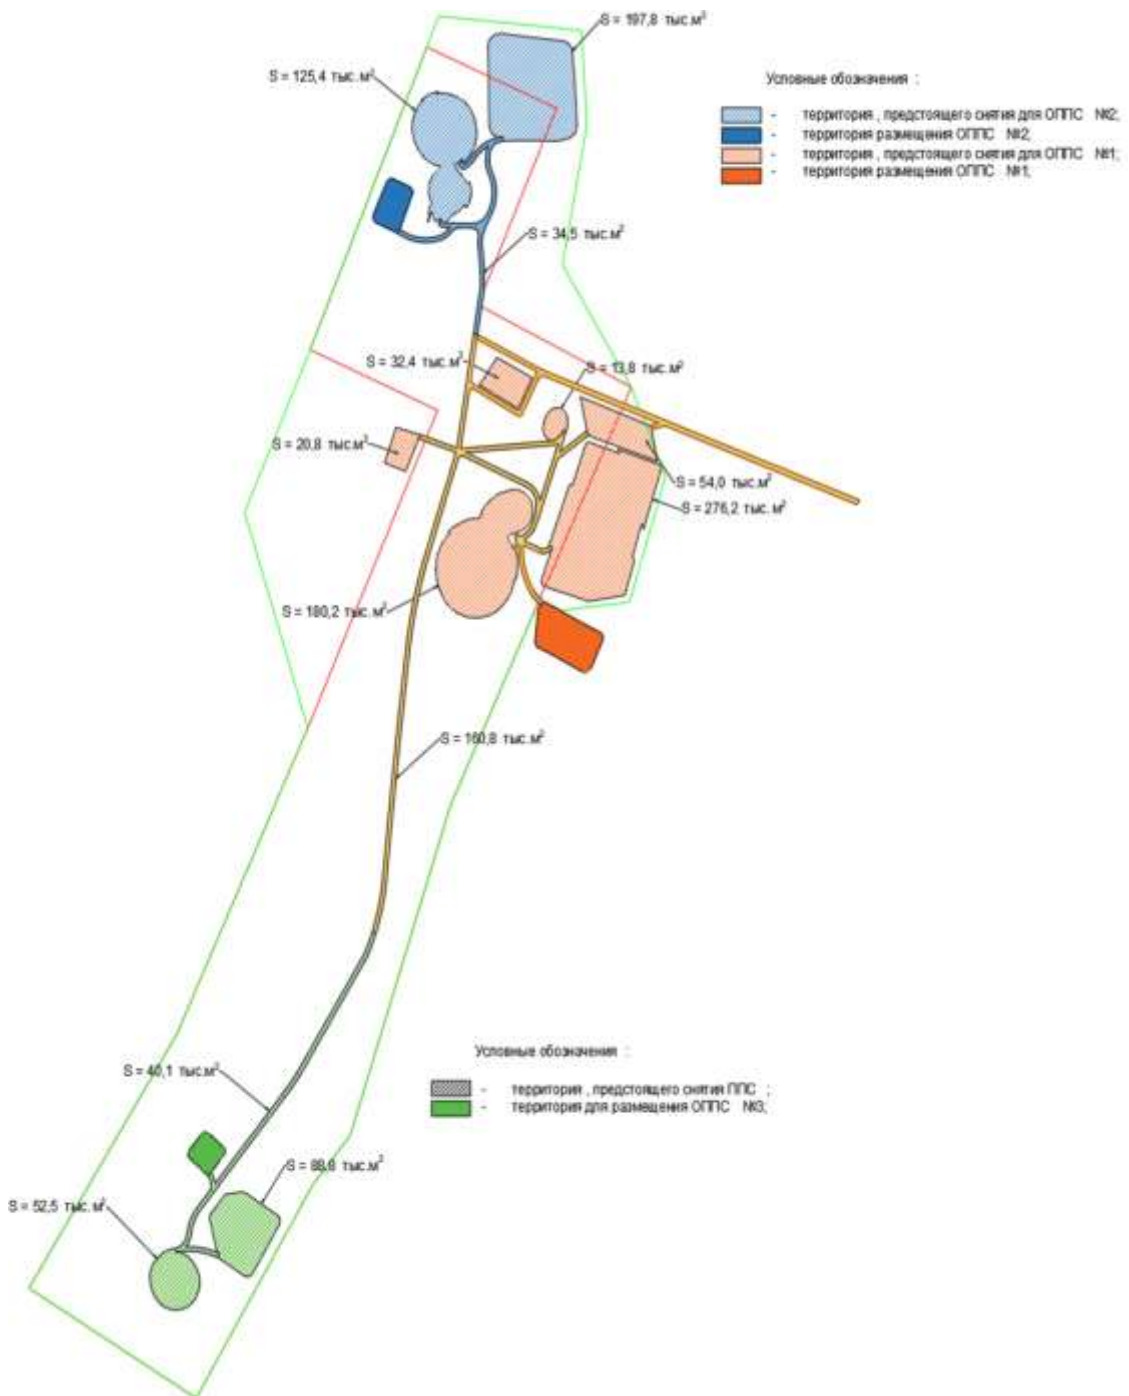 S = 197,8 тыс.м²
S = 125,4 тыс.м²
Условные обозначения :
- территория , предстоящего снятия для ОППС №2;
- территория размещения ОППС №2;
- территория , предстоящего снятия для ОППС №1;
- территория размещения ОППС №1;
S = 34,5 тыс.м²
S = 32,4 тыс.м²
S = 13,8 тыс.м²
S = 20,8 тыс.м²
S = 54,0 тыс.м²
S = 276,2 тыс.м²
S = 180,2 тыс.м²
S = 160,8 тыс.м²
Условные обозначения :
- территория , предстоящего снятия ППС ;
- территория для размещения ОППС №3;
S = 40,1 тыс.м²
S = 88,8 тыс.м²
S = 52,5 тыс.м²